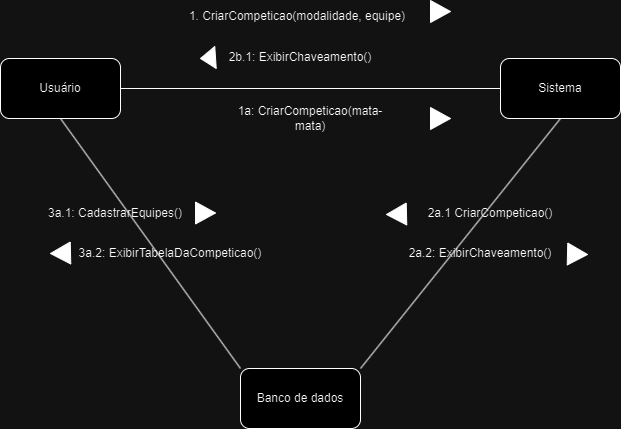 1. CriarCompeticao(modalidade, equipe)
2b.1: ExibirChaveamento()
Usuário
Sistema
1a: CriarCompeticao(mata-
mata)
3a.1: CadastrarEquipes()
2a.1 CriarCompeticao()
3a.2: ExibirTabelaDaCompeticao()
2a.2: ExibirChaveamento()
Banco de dados